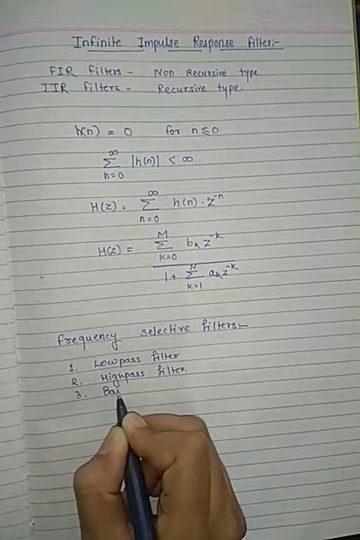 Infinite Impulse Response filter:-
FIR filters - Non Recursive type
IIR filters - Recursive type.
h(n) = 0 for n ≤ 0
∞
∑ |h(n)| < ∞
n=0
∞
H(z) = ∑ h(n) . z^-n
n=0
M
H(z) = ∑ b_k z^-k
k=0
N
1 + ∑ a_k z^-k
k=1
frequency selective filters:-
1. Lowpass filter
2. Highpass filter
3. Ba